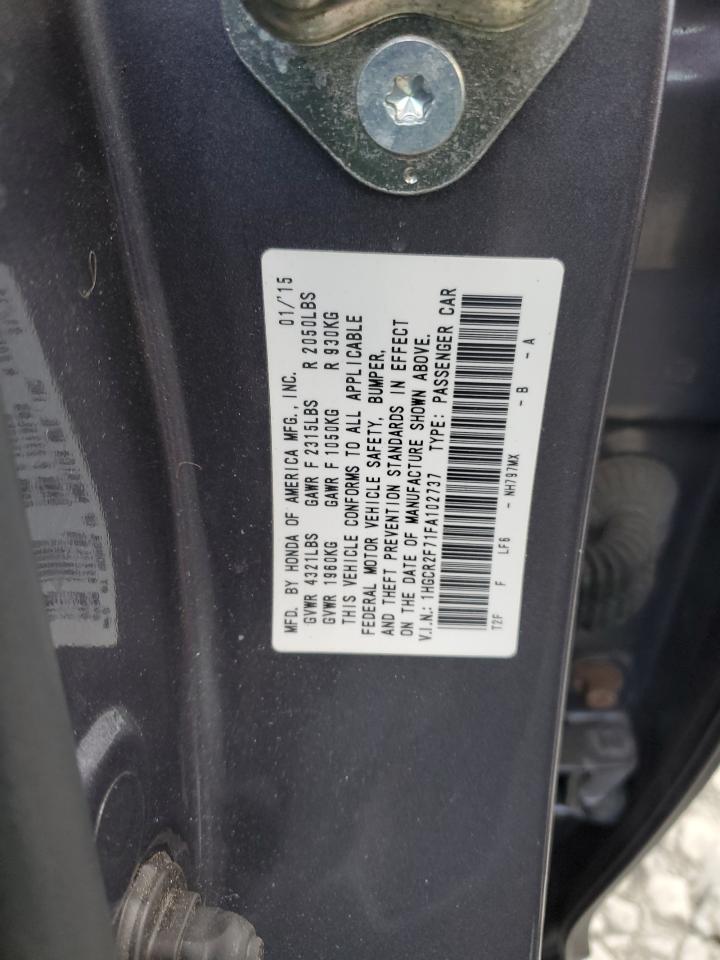 MFD. BY HONDA OF AMERICA MFG., INC. 01/'15
GVWR 4321LBS GAWR F 2315LBS R 2050LBS
GVWR 1960KG GAWR F 1050KG R 930KG
THIS VEHICLE CONFORMS TO ALL APPLICABLE
FEDERAL MOTOR VEHICLE SAFETY, BUMPER,
AND THEFT PREVENTION STANDARDS IN EFFECT
ON THE DATE OF MANUFACTURE SHOWN ABOVE.
V.I.N.: 1HGCR2F71FA102737 TYPE: PASSENGER CAR
T2F F LF6 - NH797MX - B - A